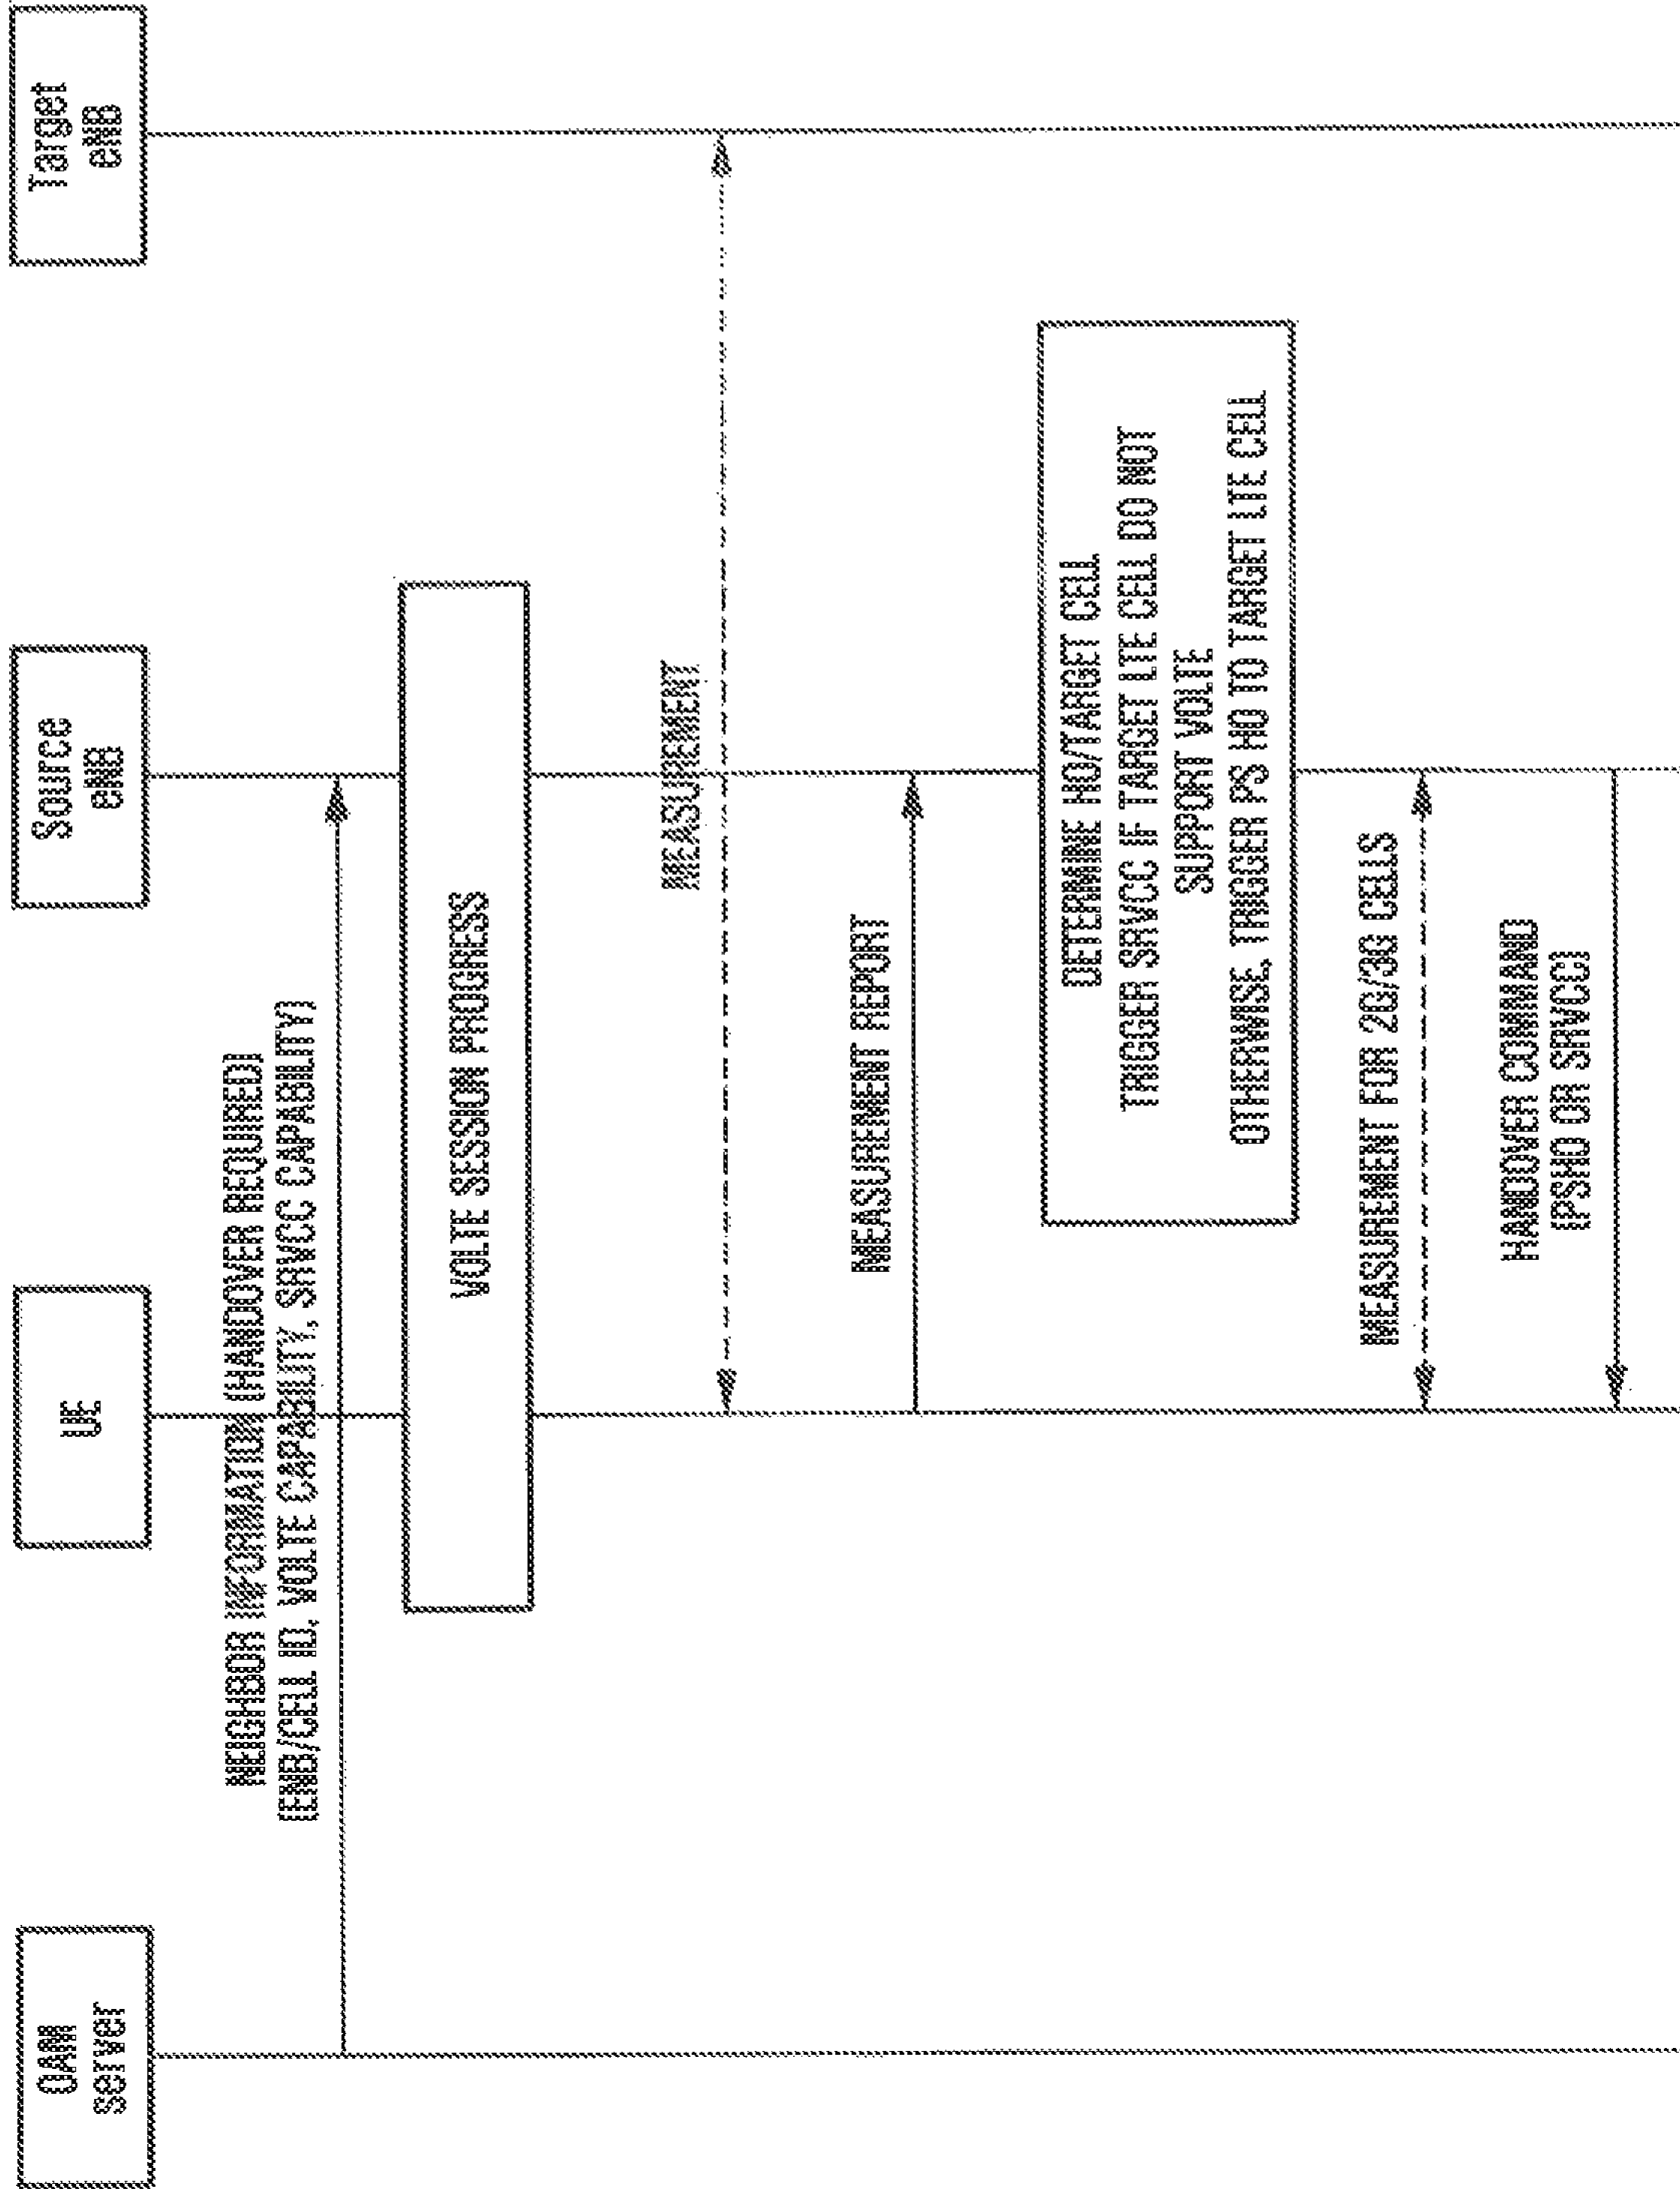 OAM
server
UE
Source
eNB
Target
eNB
NEIGHBOR INFORMATION (HANDOVER REQUIRED)
(ENB/CELL ID, VOLTE CAPABILITY, SRVCC CAPABILITY)
VOLTE SESSION PROGRESS
MEASUREMENT
MEASUREMENT REPORT
DETERMINE HO/TARGET CELL
TRIGGER SRVCC IF TARGET LTE CELL DO NOT
SUPPORT VOLTE
OTHERWISE, TRIGGER PS HO TO TARGET LTE CELL
MEASUREMENT FOR 2G/3G CELLS
HANDOVER COMMAND
(PSHO OR SRVCC)